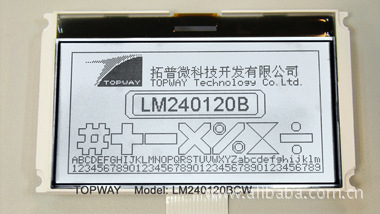 TOPWAY
拓普微科技开发有限公司
TOPWAY Technology Co.Ltd.
LM240120B
#+-×%÷
ABCDEFGHIJKLMNOPQRSTUVWXYZabcdefghijklm
123456789012345678901234567890123456789
TOPWAY Model: LM240120BCW